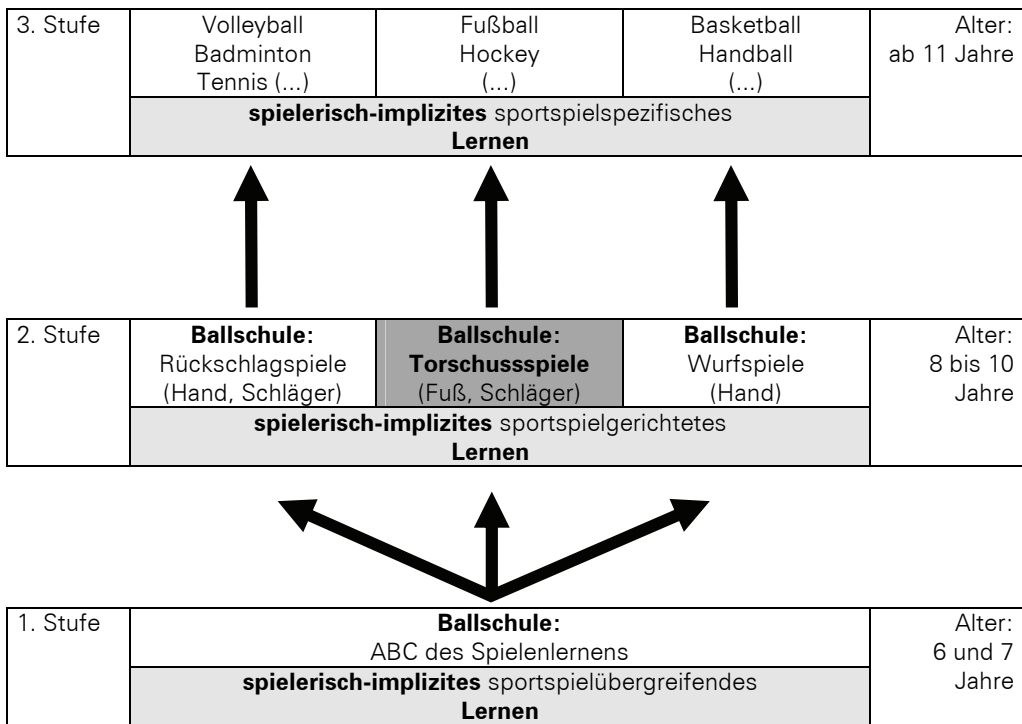 3. Stufe
Volleyball
Badminton
Tennis (...)
Fußball
Hockey
(...)
Basketball
Handball
(...)
Alter:
ab 11 Jahre
spielerisch-implizites sportspielspezifisches
Lernen
2. Stufe
Ballschule:
Rückschlagspiele
(Hand, Schläger)
Ballschule:
Torschussspiele
(Fuß, Schläger)
Ballschule:
Wurfspiele
(Hand)
Alter:
8 bis 10
Jahre
spielerisch-implizites sportspielgerichtetes
Lernen
1. Stufe
Ballschule:
ABC des Spielenlernens
Alter:
6 und 7
Jahre
spielerisch-implizites sportspielübergreifendes
Lernen